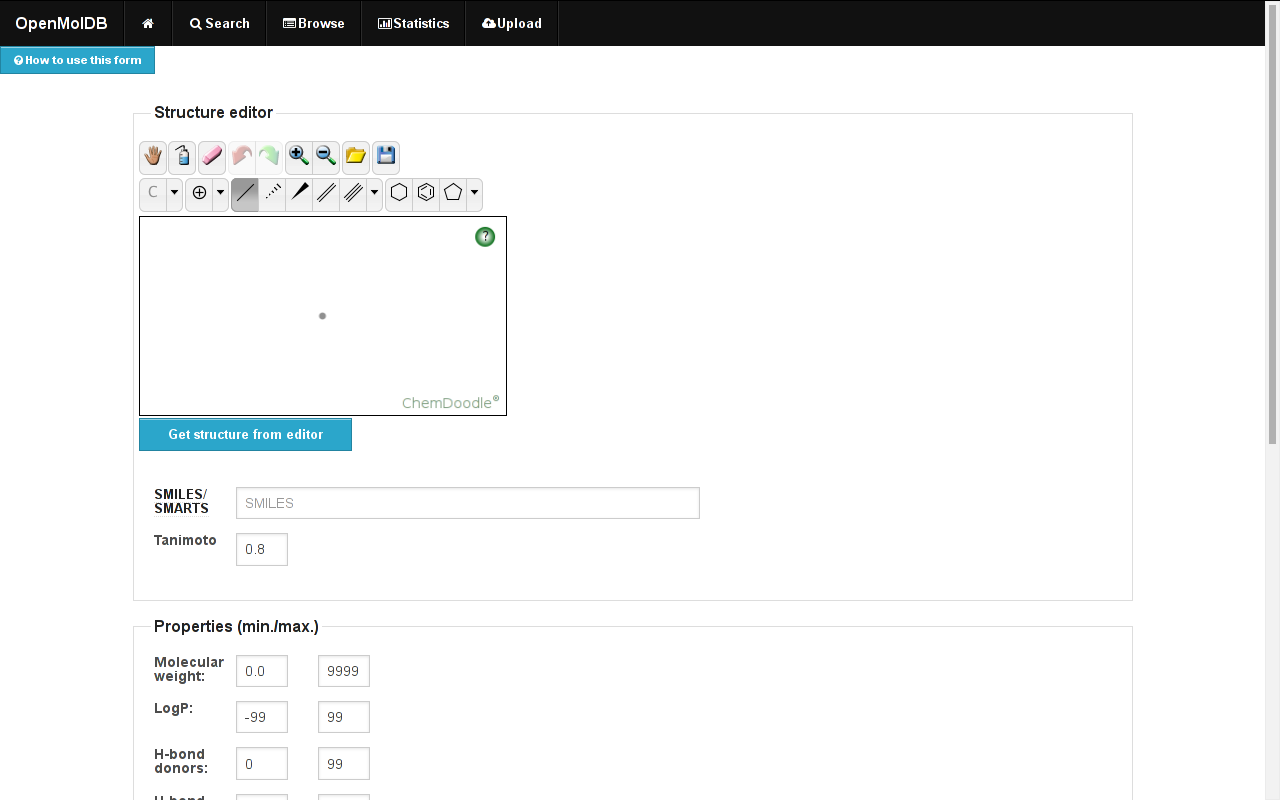 OpenMolDB Search Browse Statistics Upload
How to use this form
Structure editor
C
?
ChemDoodle®
Get structure from editor
SMILES/
SMARTS
SMILES
Tanimoto
0.8
Properties (min./max.)
Molecular
weight:
0.0 9999
LogP:
-99 99
H-bond
donors:
0 99
H-bond